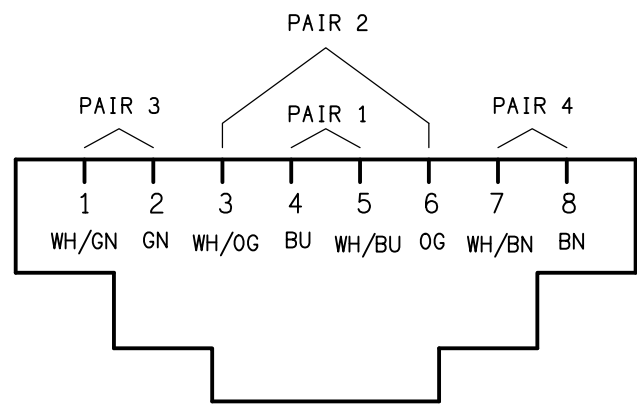 PAIR 2
PAIR 3 PAIR 1 PAIR 4
1 2 3 4 5 6 7 8
WH/GN GN WH/OG BU WH/BU OG WH/BN BN